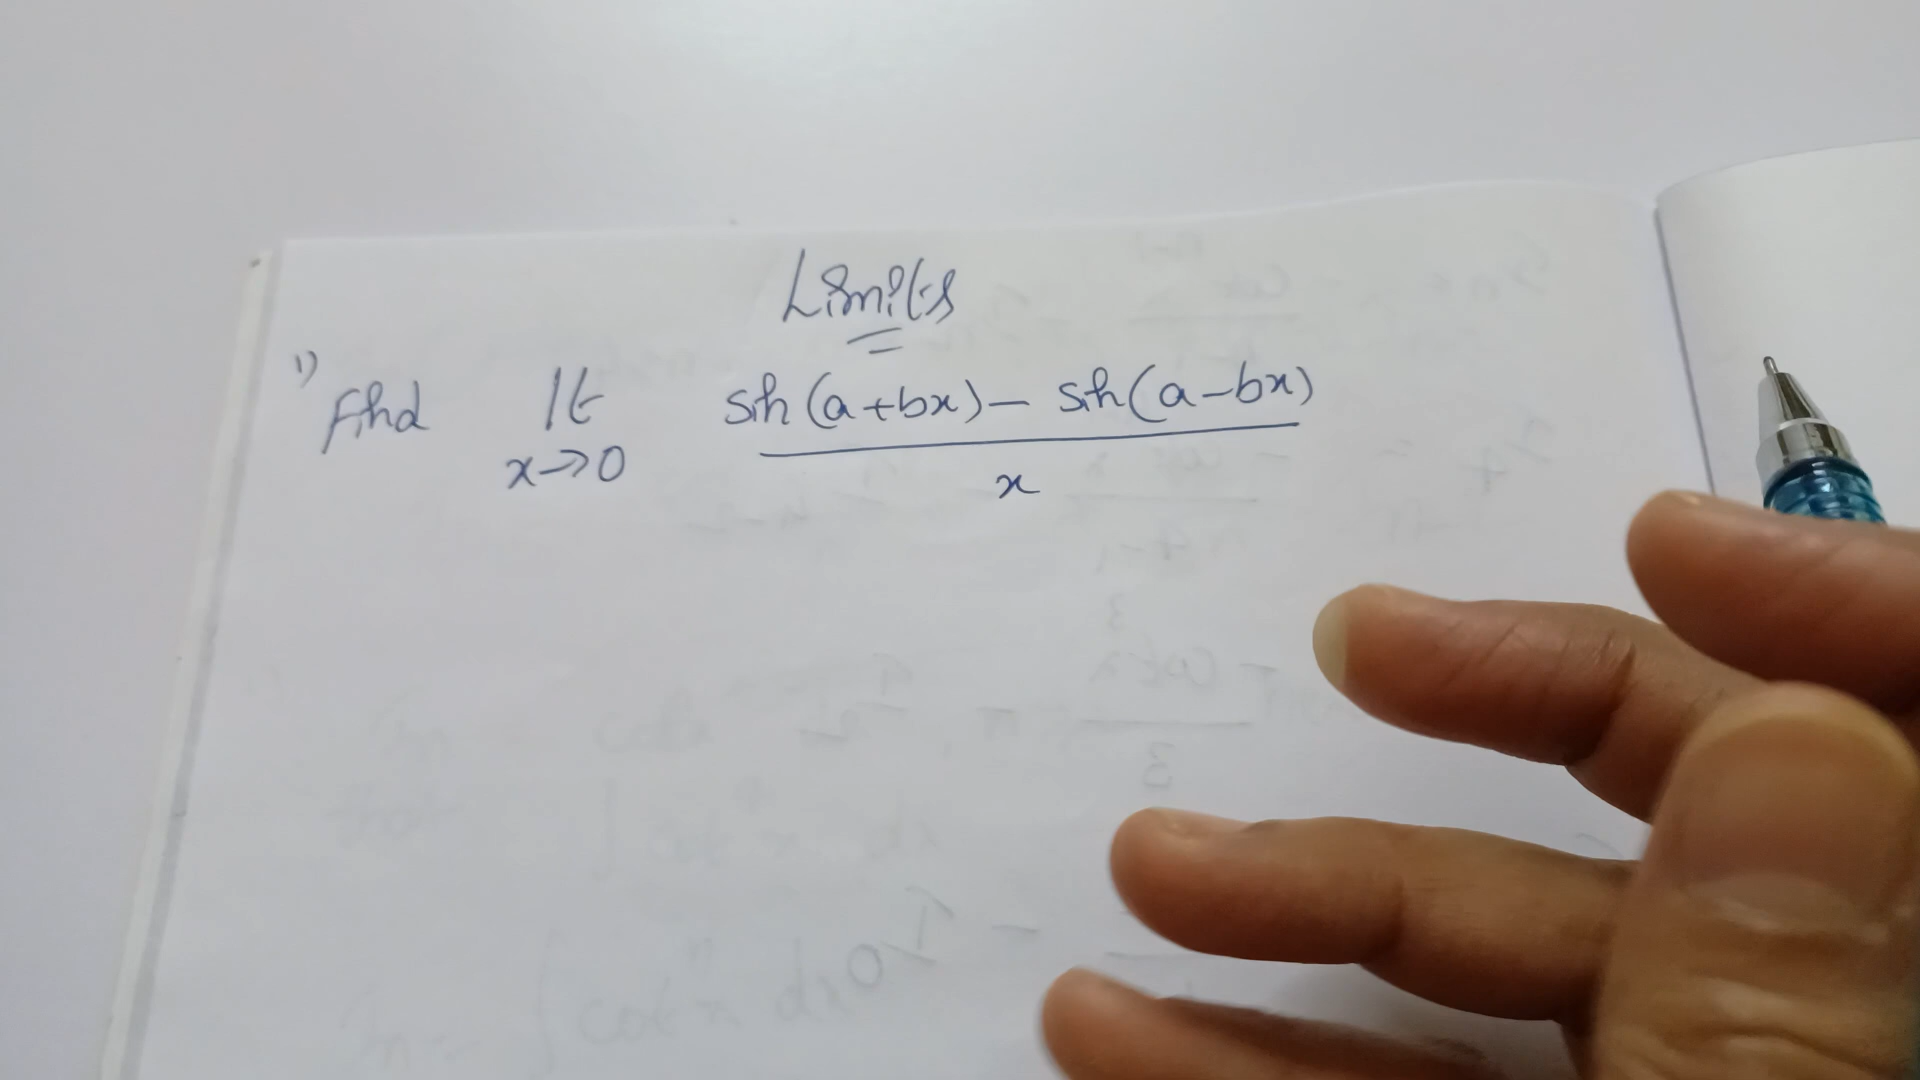 Limits
1) Find lt x→0 sin(a+bx) - sin(a-bx)
x